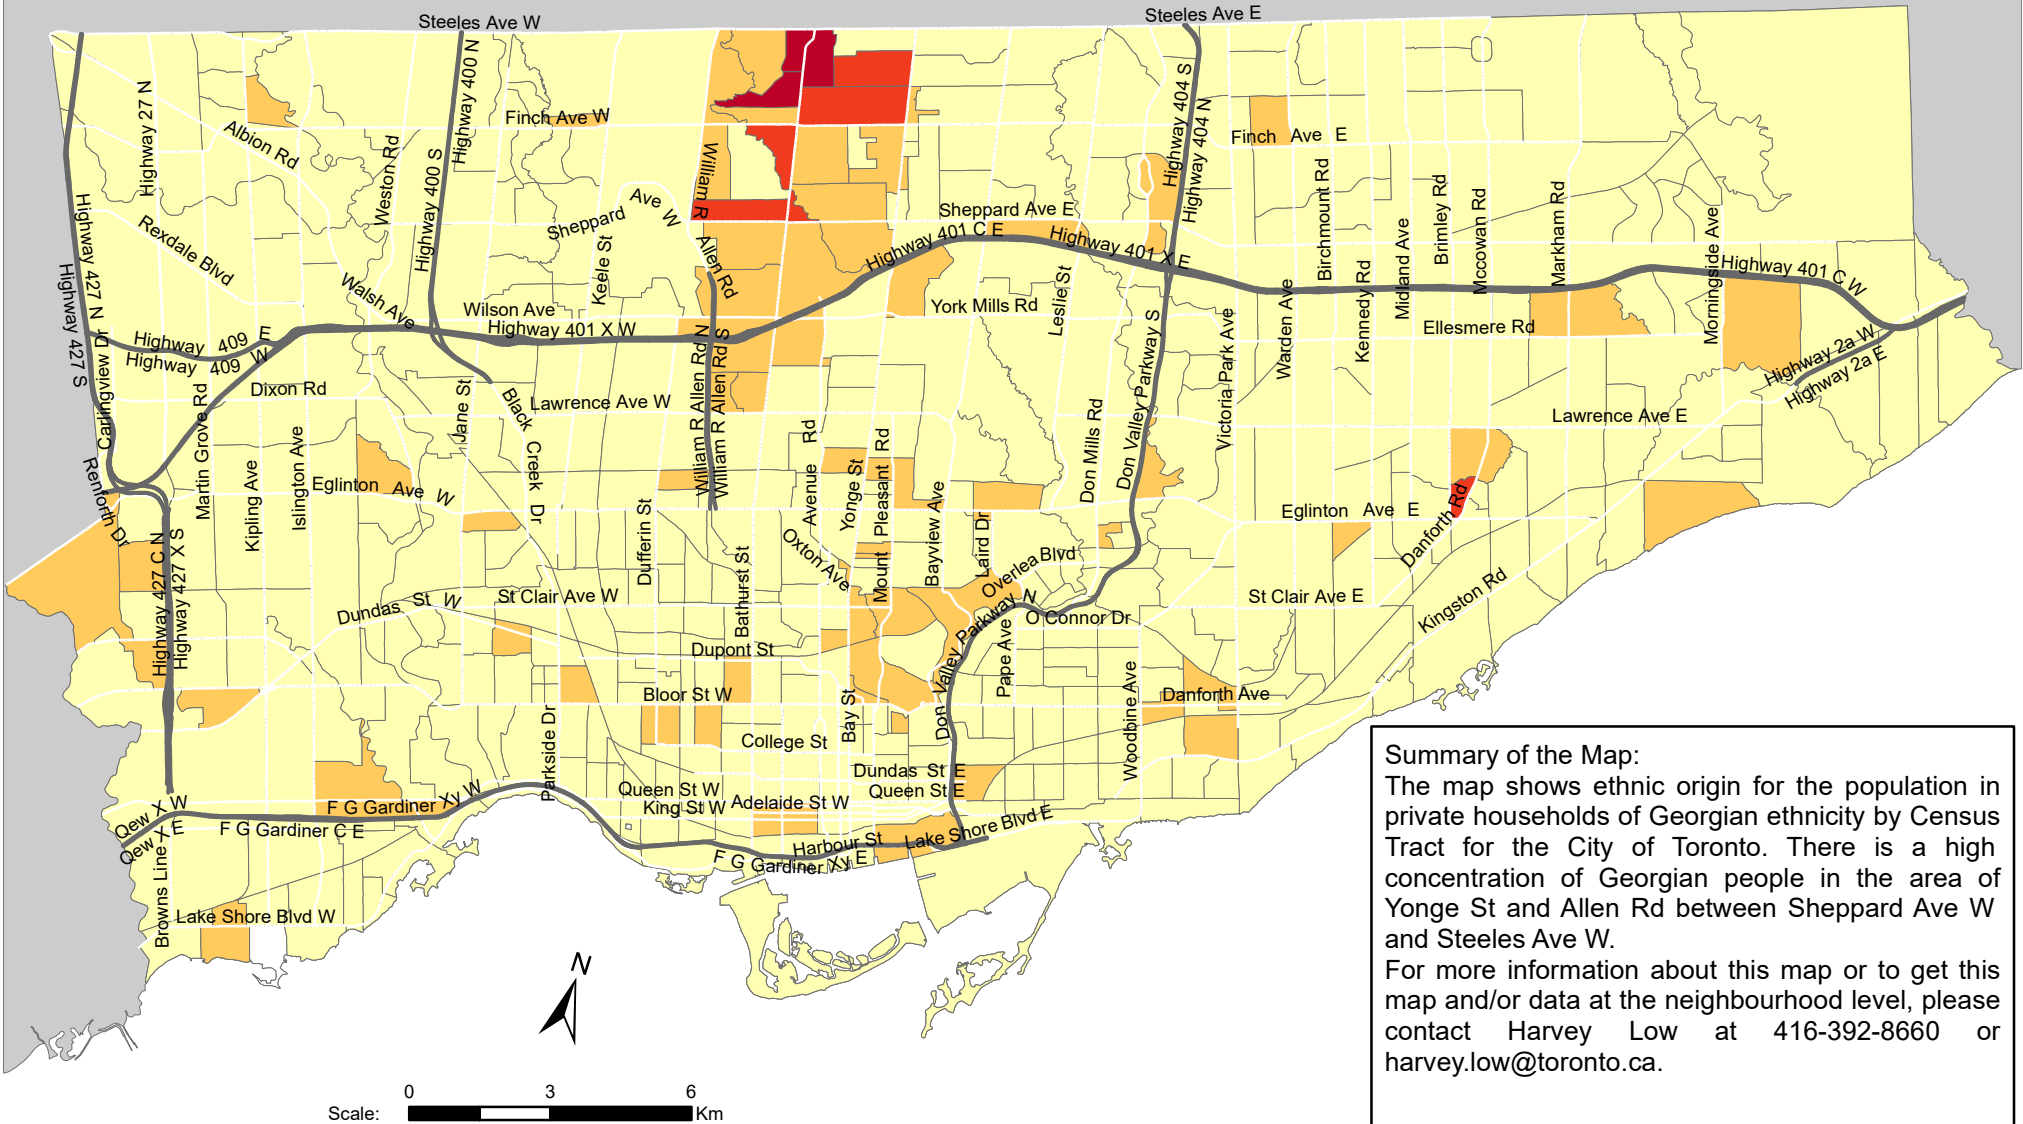 Steeles Ave W
Steeles Ave E
Highway 27 N
Albion Rd
Weston Rd
Highway 400 N
Highway 400 S
Finch Ave W
William R
Allen Rd
Highway 404 S
Highway 404 N
Finch Ave E
Rexdale Blvd
Sheppard Ave W
Keele St
Sheppard Ave E
Highway 401 C E
Highway 401 X E
Birchmount Rd
Kennedy Rd
Midland Ave
Brimley Rd
Mccowan Rd
Markham Rd
Morningside Ave
Highway 401 C W
Highway 427 N
Highway 427 S
Highway 427 S
Walsh Ave
Wilson Ave
Highway 401 X W
York Mills Rd
Leslie St
Warden Ave
Victoria Park Ave
Ellesmere Rd
Highway 2a W
Highway 2a E
Highway 409 E
Highway 409 W
Carlingview Dr
Martin Grove Rd
Dixon Rd
Jane St
Black Creek Dr
Lawrence Ave W
William R Allen Rd N
William R Allen Rd S
Don Valley Parkway S
Don Mills Rd
Lawrence Ave E
Renforth Dr
Kipling Ave
Islington Ave
Eglinton Ave W
Dufferin St
Bathurst St
Avenue Rd
Yonge St
Mount Pleasant Rd
Oxton Ave
Bayview Ave
Laird Dr
Overlea Blvd
Eglinton Ave E
Danforth Rd
Highway 427 C N
Highway 427 X S
Dundas St W
St Clair Ave W
Dupont St
Don Valley Parkway N
O Connor Dr
Pape Ave
St Clair Ave E
Kingston Rd
Bloor St W
Bay St
Woodbine Ave
Danforth Ave
Parkside Dr
College St
Dundas St E
Queen St E
Queen St W
King St W
Adelaide St W
Harbour St
Lake Shore Blvd E
F G Gardiner Xy W
F G Gardiner C E
F G Gardiner Xy E
Qew X W
Qew X E
Browns Line
Lake Shore Blvd W
N
Scale:
0 3 6
Km
Summary of the Map:
The map shows ethnic origin for the population in
private households of Georgian ethnicity by Census
Tract for the City of Toronto. There is a high
concentration of Georgian people in the area of
Yonge St and Allen Rd between Sheppard Ave W
and Steeles Ave W.
For more information about this map or to get this
map and/or data at the neighbourhood level, please
contact Harvey Low at 416-392-8660 or
harvey.low@toronto.ca.